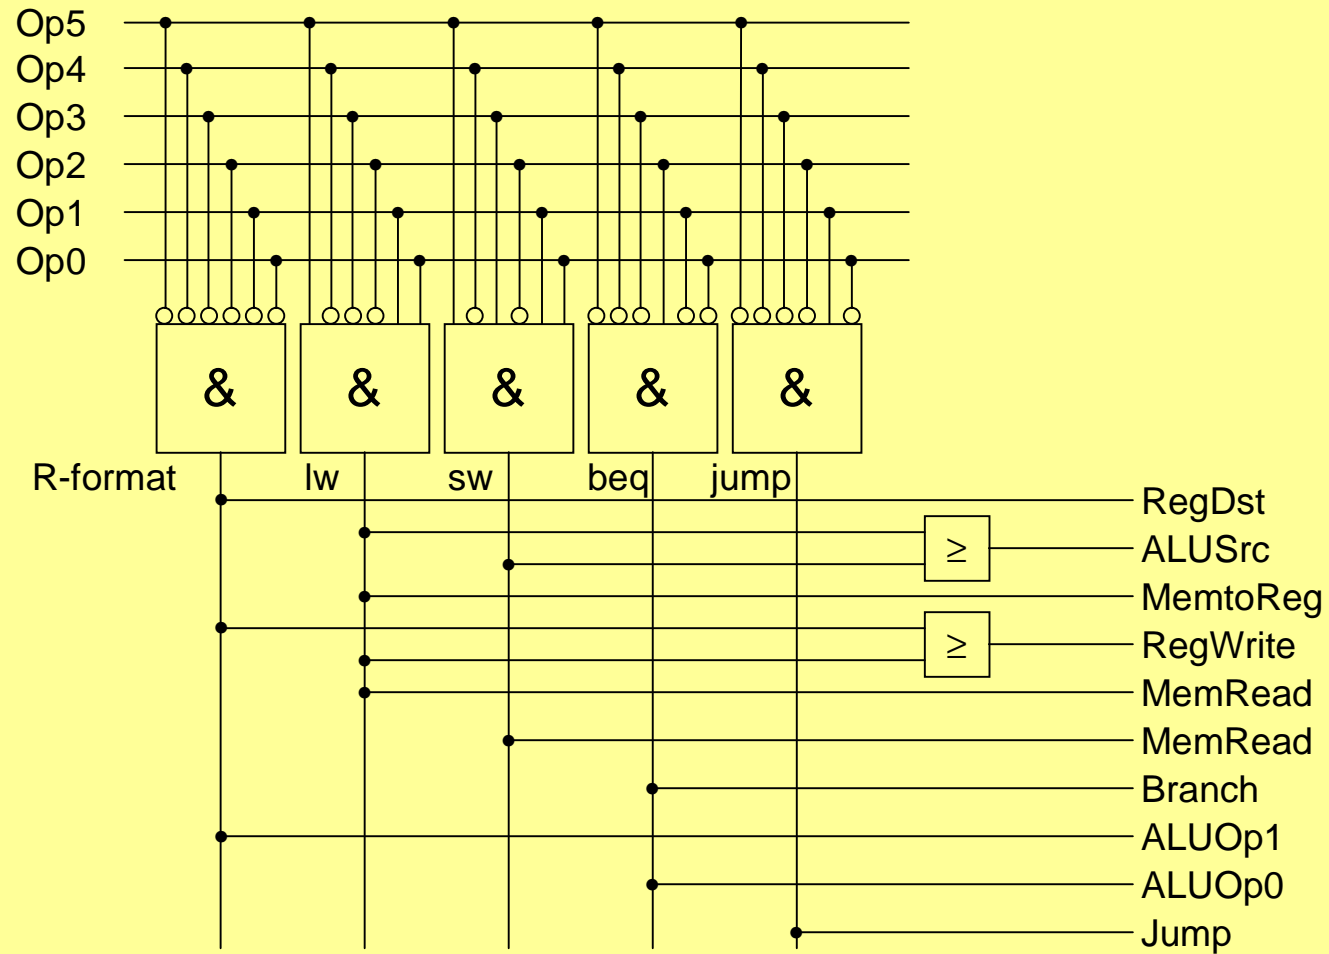 Op5
Op4
Op3
Op2
Op1
Op0
& & & & &
R-format lw sw beq jump
RegDst
≥ ALUSrc
MemtoReg
≥ RegWrite
MemRead
MemRead
Branch
ALUOp1
ALUOp0
Jump